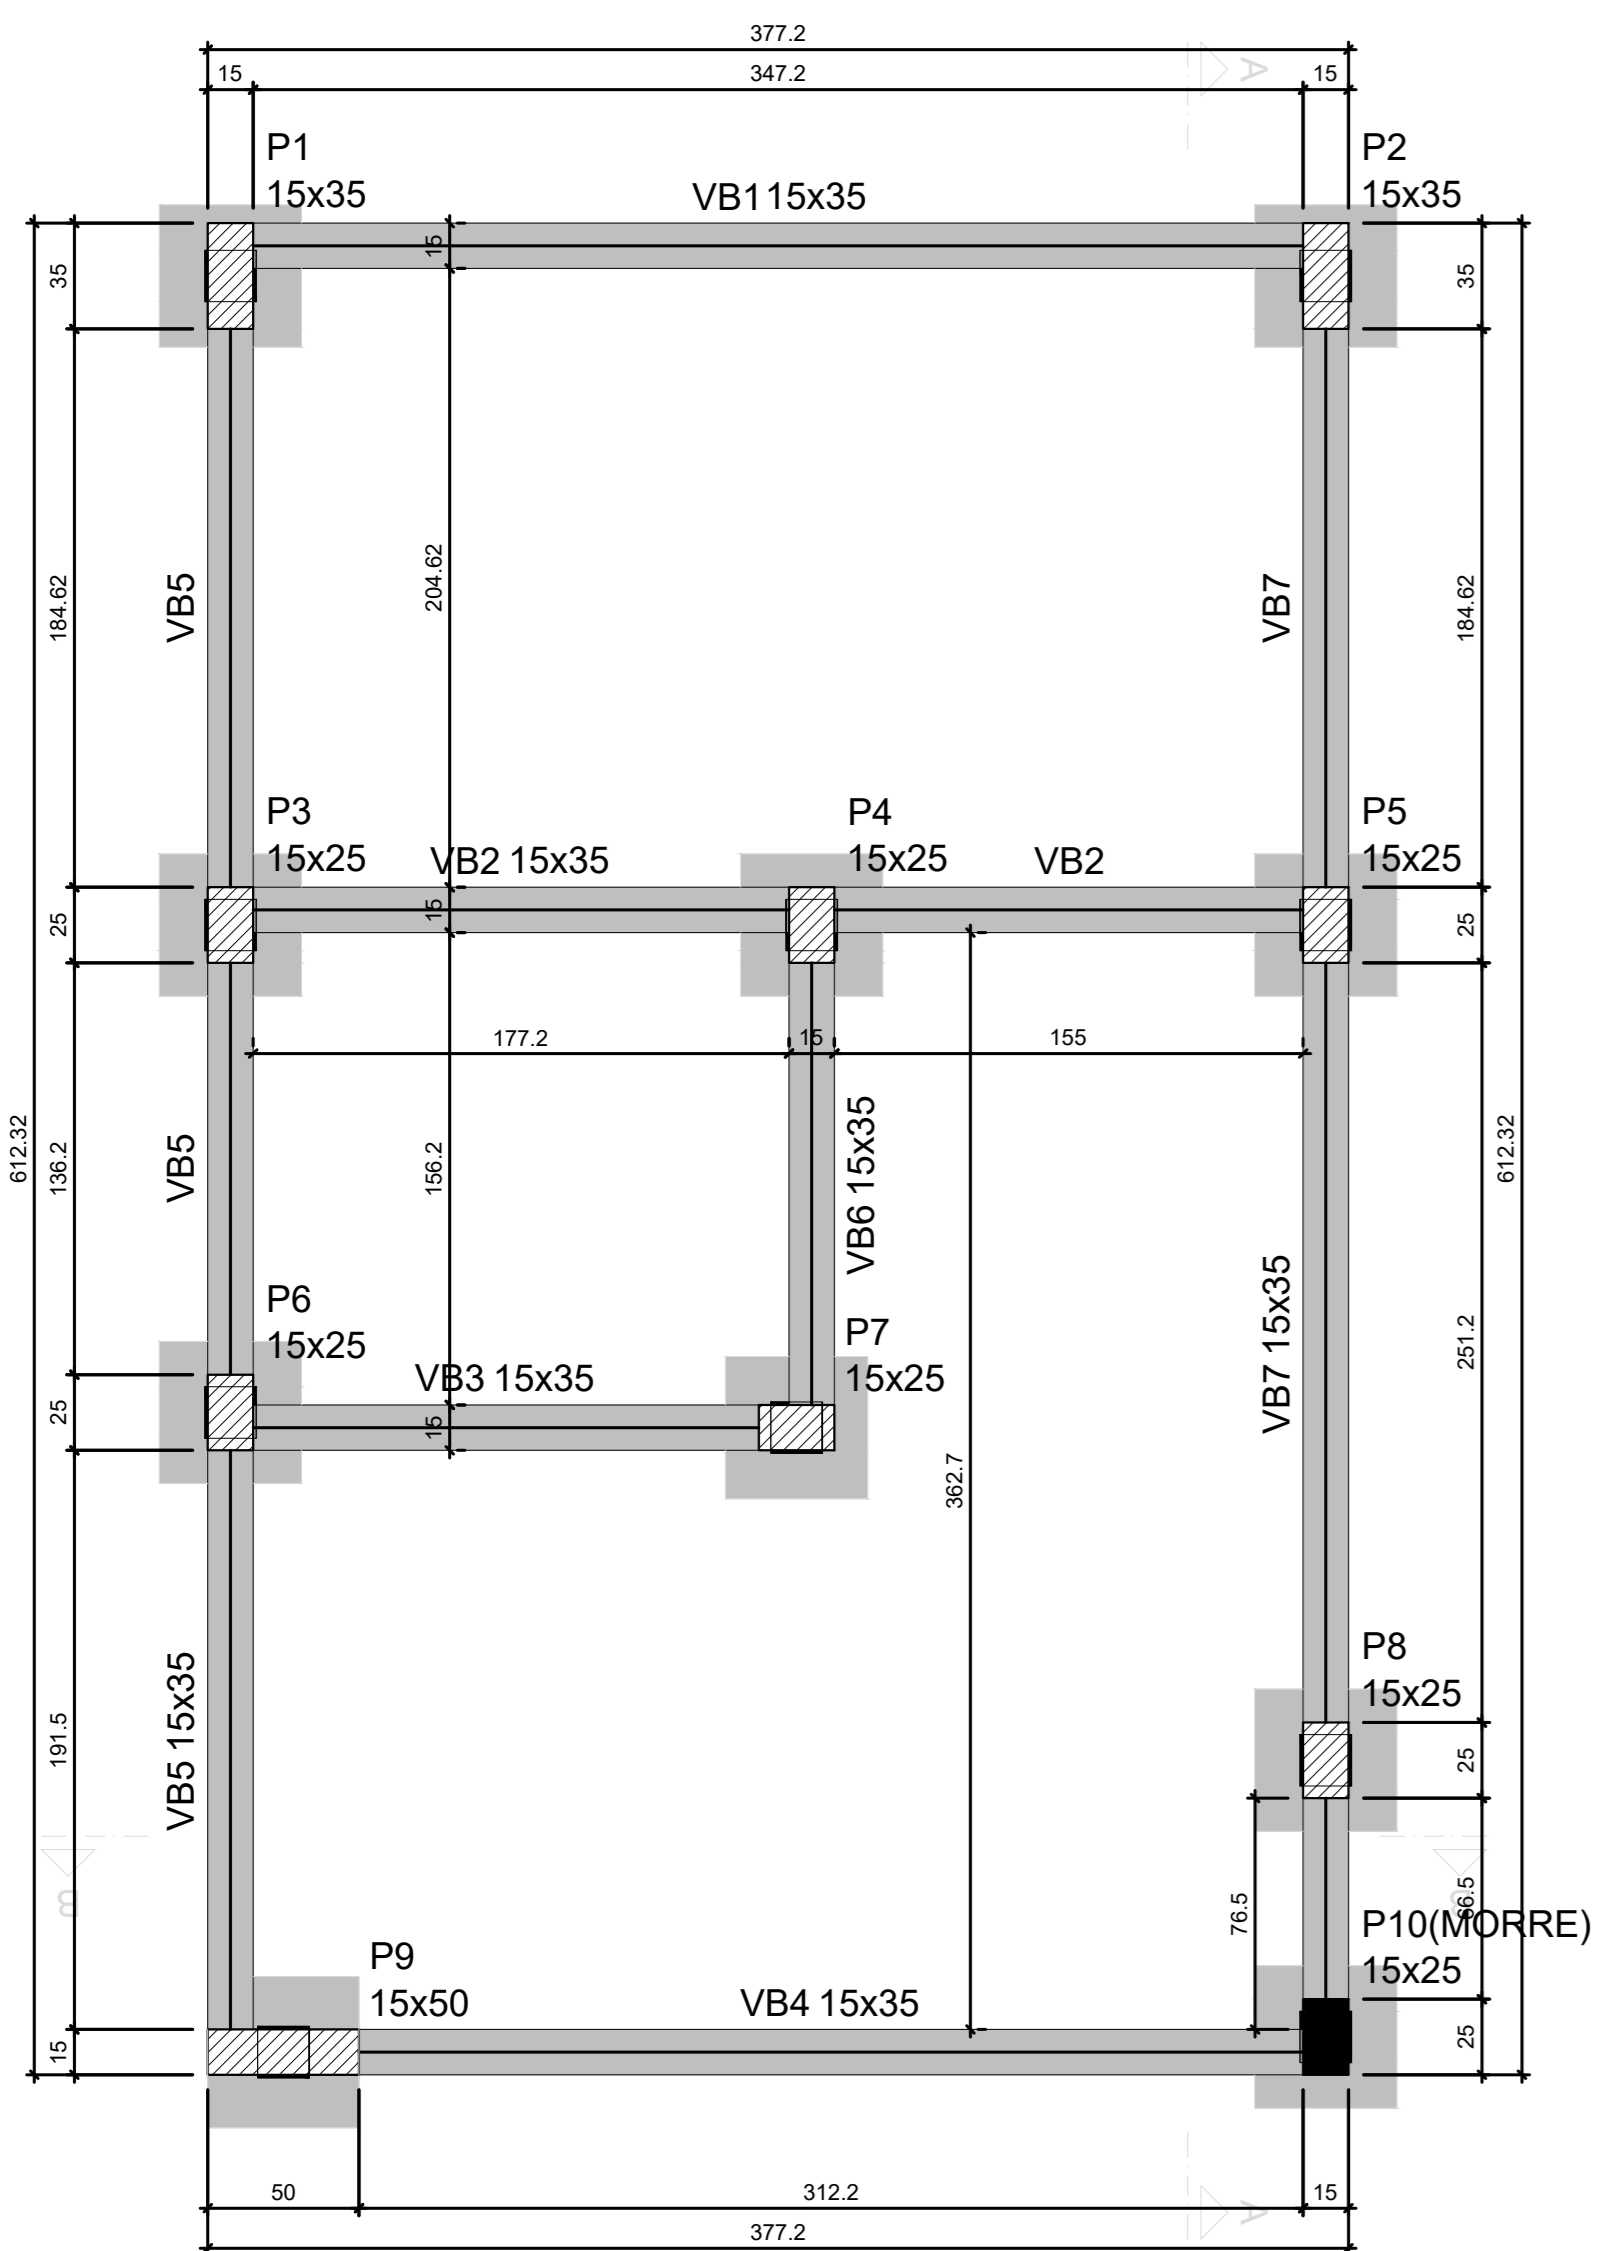 377.2
15
347.2
15
A
P1
15x35
VB1 15x35
P2
15x35
35
15
35
184.62
VB5
204.62
VB7
184.62
P3
15x25
VB2 15x35
P4
15x25
VB2
P5
15x25
25
15
25
177.2
15
155
612.32
136.2
VB5
156.2
VB6 15x35
612.32
P6
15x25
VB3 15x35
P7
15x25
VB7 15x35
251.2
25
15
362.7
P8
15x25
191.5
VB5 15x35
25
B
76.5
B
66.5
P10(MORRE)
15x25
P9
15x50
VB4 15x35
15
25
50
312.2
15
A
377.2